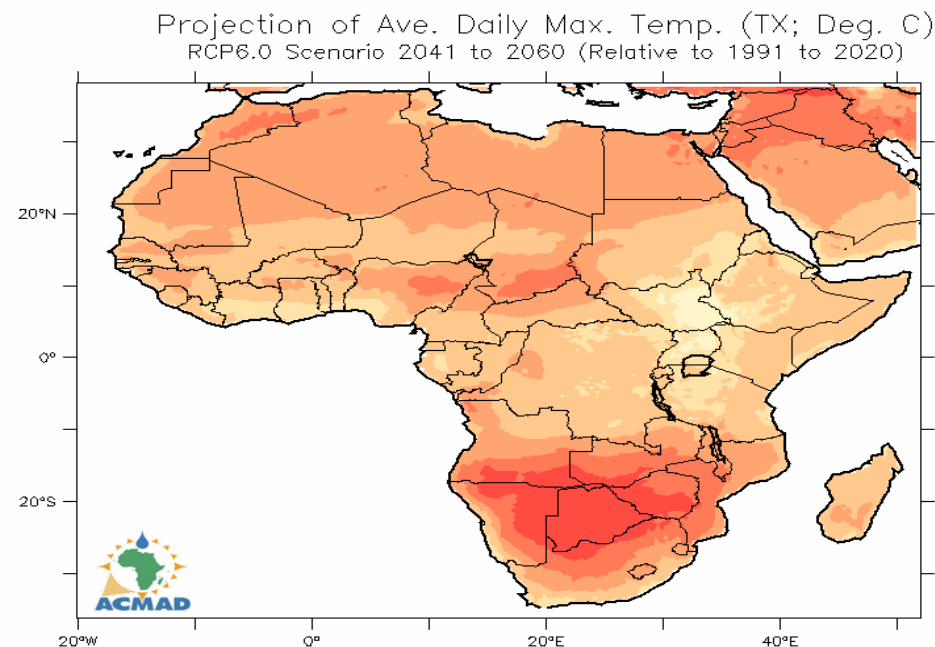 Projection of Ave. Daily Max. Temp. (TX; Deg. C)
RCP6.0 Scenario 2041 to 2060 (Relative to 1991 to 2020)
20°N
0°
20°S
ACMAD
20°W
0°
20°E
40°E